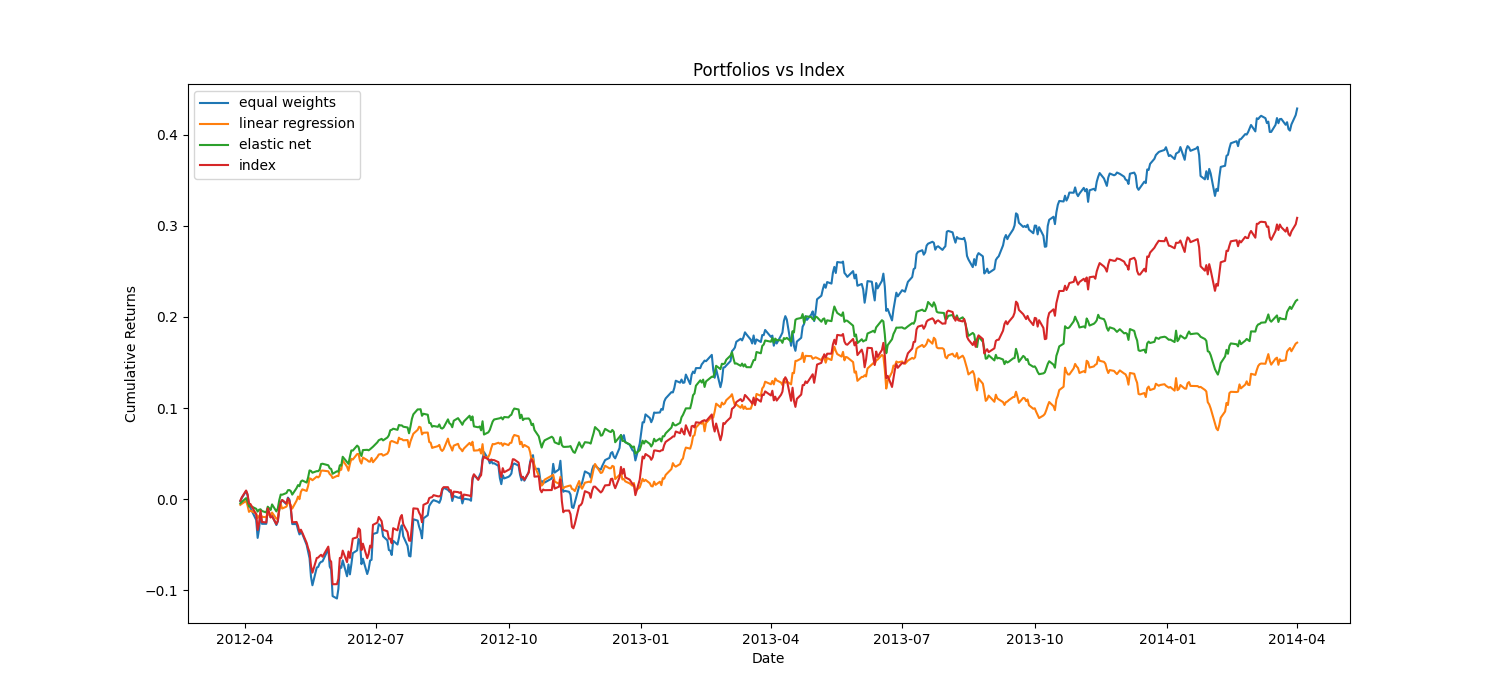 Portfolios vs Index
equal weights
linear regression
elastic net
index
Cumulative Returns
0.4
0.3
0.2
0.1
0.0
−0.1
2012-04 2012-07 2012-10 2013-01 2013-04 2013-07 2013-10 2014-01 2014-04
Date